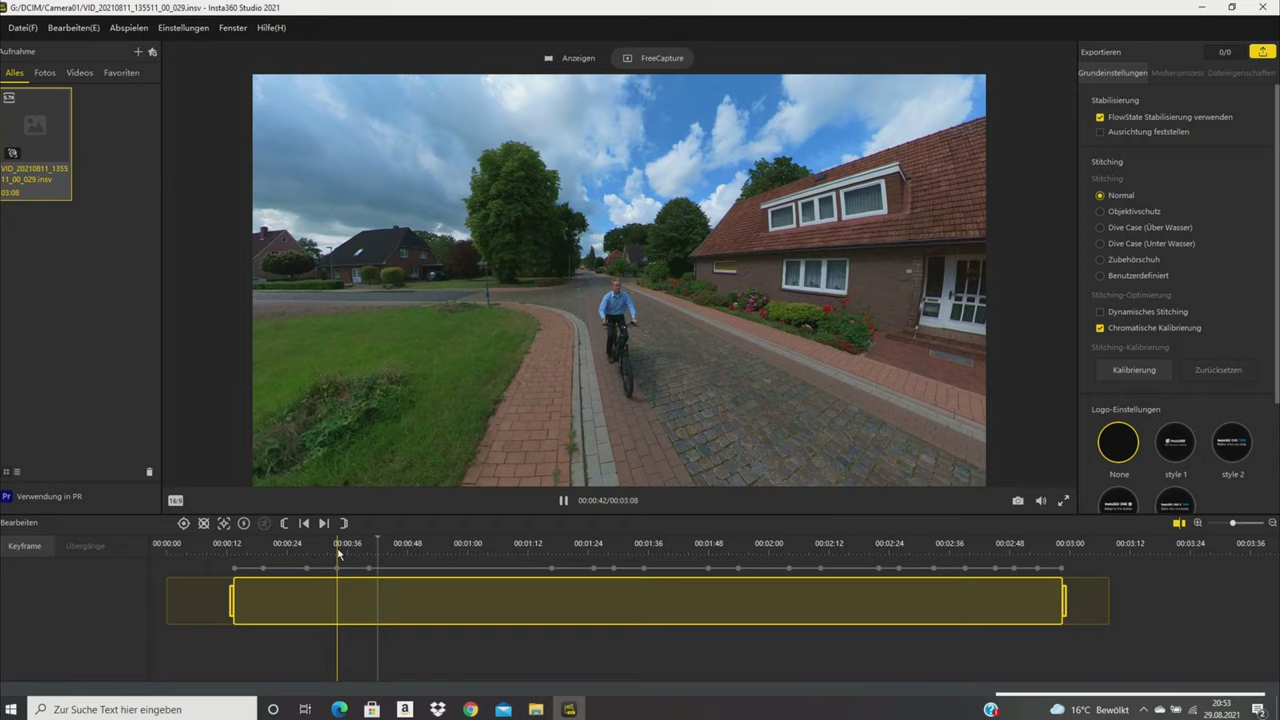 G:/DCIM/Camera01/VID_20210811_135511_00_029.insv - Insta360 Studio 2021
Datei(F) Bearbeiten(E) Abspielen Einstellungen Fenster Hilfe(H)
Aufnahme
Alles Fotos Videos Favoriten
5.7K
VID_20210811_1355
11_00_029.insv
03:08
Anzeigen FreeCapture
Exportieren 0/0
Grundeinstellungen Medienprozess Dateieigenschaften
Stabilisierung
FlowState Stabilisierung verwenden
Ausrichtung feststellen
Stitching
Stitching
Normal
Objektivschutz
Dive Case (Über Wasser)
Dive Case (Unter Wasser)
Zubehörschuh
Benutzerdefiniert
Stitching-Optimierung
Dynamisches Stitching
Chromatische Kalibrierung
Stitching-Kalibrierung
Kalibrierung Zurücksetzen
Logo-Einstellungen
None style 1 style 2
Pr Verwendung in PR
16:9 00:00:42/00:03:08
Bearbeiten
Keyframe Übergänge
00:00:00 00:00:12 00:00:24 00:00:36 00:00:48 00:01:00 00:01:12 00:01:24 00:01:36 00:01:48 00:02:00 00:02:12 00:02:24 00:02:36 00:02:48 00:03:00 00:03:12 00:03:24 00:03:36
Zur Suche Text hier eingeben
16°C Bewölkt
20:53
29.08.2021